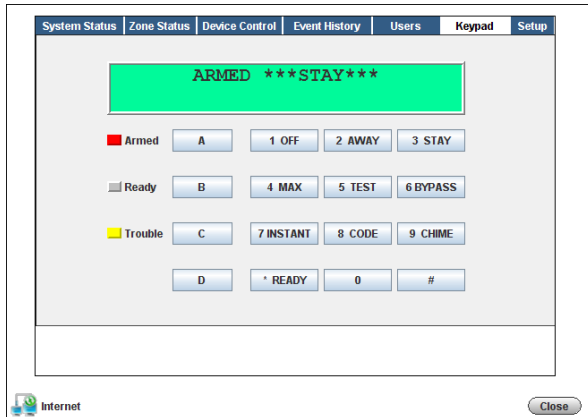 System Status Zone Status Device Control Event History Users Keypad Setup
ARMED ***STAY***
Armed A 1 OFF 2 AWAY 3 STAY
Ready B 4 MAX 5 TEST 6 BYPASS
Trouble C 7 INSTANT 8 CODE 9 CHIME
D * READY 0 #
Internet Close